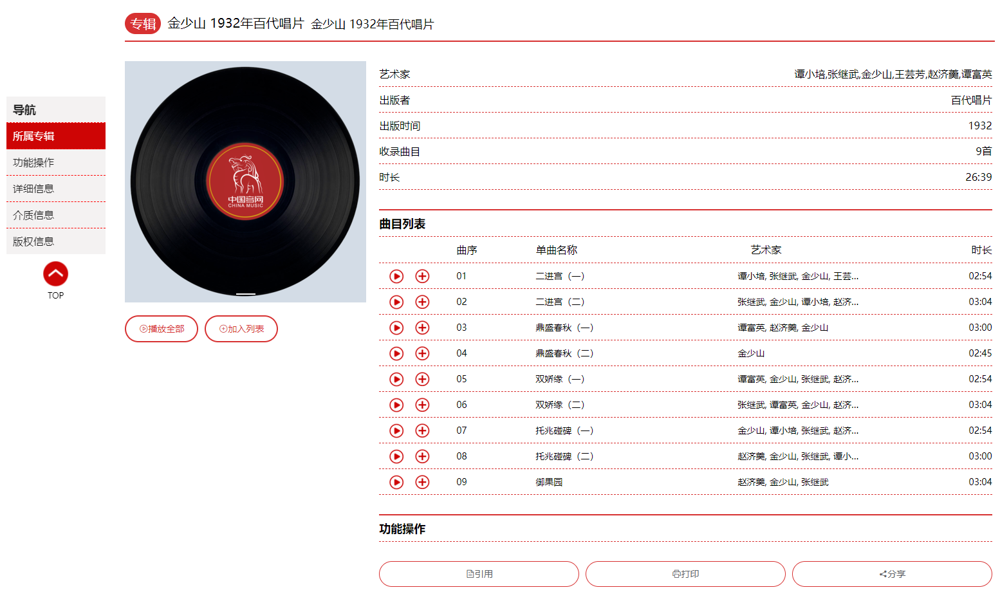 专辑 金少山 1932年百代唱片 金少山 1932年百代唱片
导航
所属专辑
功能操作
详细信息
介质信息
版权信息
TOP
中国音网
CHINA MUSIC
播放全部 加入列表
艺术家 谭小培,张继武,金少山,王芸芳,赵济羹,谭富英
出版者 百代唱片
出版时间 1932
收录曲目 9首
时长 26:39
曲目列表
曲序 单曲名称 艺术家 时长
01 二进宫（一） 谭小培, 张继武, 金少山, 王芸... 02:54
02 二进宫（二） 张继武, 金少山, 谭小培, 赵济... 03:04
03 鼎盛春秋（一） 谭富英, 赵济羹, 金少山 03:00
04 鼎盛春秋（二） 金少山 02:45
05 双娇缘（一） 谭富英, 金少山, 张继武, 赵济... 02:54
06 双娇缘（二） 张继武, 谭富英, 金少山, 赵济... 03:04
07 托兆碰碑（一） 金少山, 谭小培, 张继武, 赵济... 02:54
08 托兆碰碑（二） 赵济羹, 金少山, 张继武, 谭小... 03:00
09 御果园 赵济羹, 金少山, 张继武 03:04
功能操作
引用 打印 分享